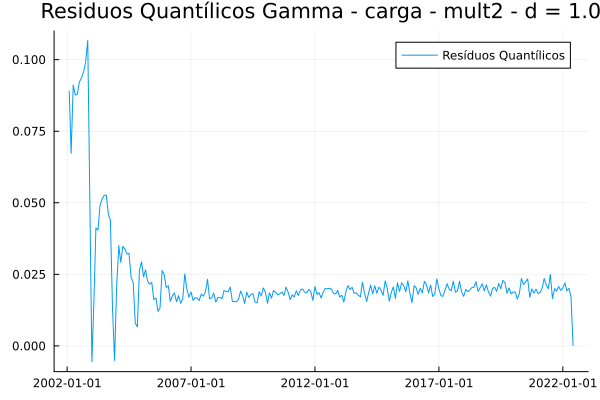 Residuos Quantílicos Gamma - carga - mult2 - d = 1.0
Resíduos Quantílicos
0.100
0.075
0.050
0.025
0.000
2002-01-01 2007-01-01 2012-01-01 2017-01-01 2022-01-01